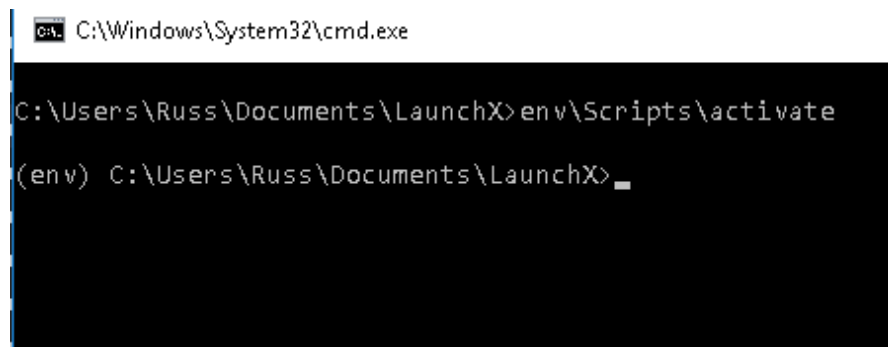 C:\Windows\System32\cmd.exe
C:\Users\Russ\Documents\LaunchX>env\Scripts\activate
(env) C:\Users\Russ\Documents\LaunchX>